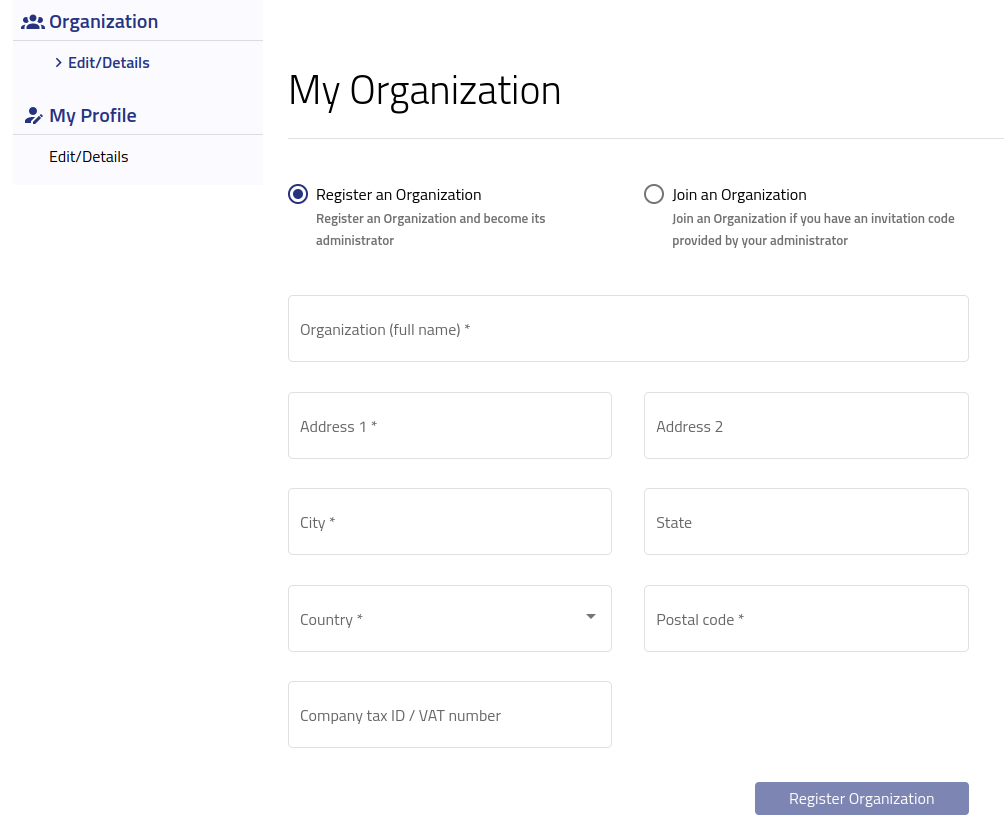 Organization
Edit/Details
My Profile
Edit/Details
My Organization
Register an Organization
Register an Organization and become its
administrator
Join an Organization
Join an Organization if you have an invitation code
provided by your administrator
Organization (full name) *
Address 1 *
Address 2
City *
State
Country *
Postal code *
Company tax ID / VAT number
Register Organization